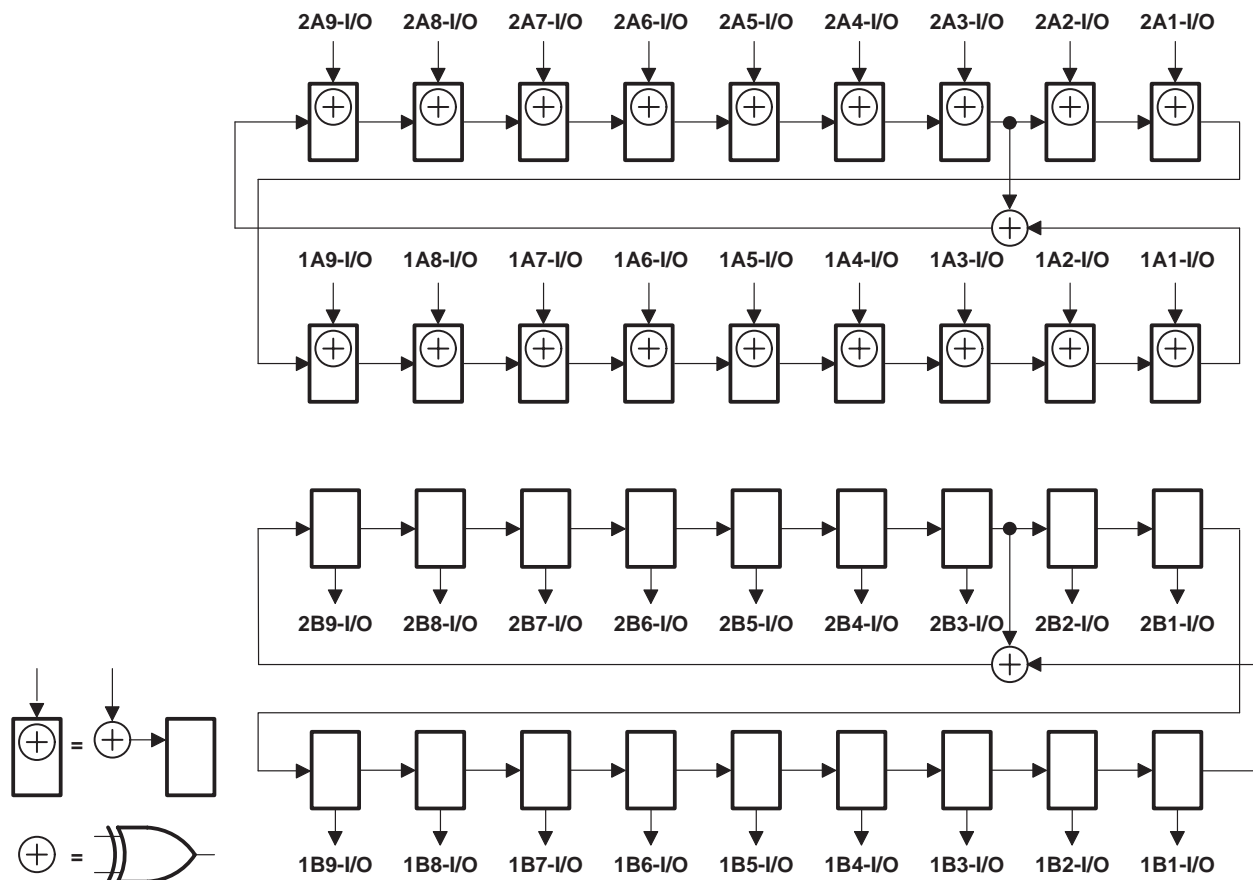 2A9-I/O 2A8-I/O 2A7-I/O 2A6-I/O 2A5-I/O 2A4-I/O 2A3-I/O 2A2-I/O 2A1-I/O
1A9-I/O 1A8-I/O 1A7-I/O 1A6-I/O 1A5-I/O 1A4-I/O 1A3-I/O 1A2-I/O 1A1-I/O
2B9-I/O 2B8-I/O 2B7-I/O 2B6-I/O 2B5-I/O 2B4-I/O 2B3-I/O 2B2-I/O 2B1-I/O
=
=
1B9-I/O 1B8-I/O 1B7-I/O 1B6-I/O 1B5-I/O 1B4-I/O 1B3-I/O 1B2-I/O 1B1-I/O